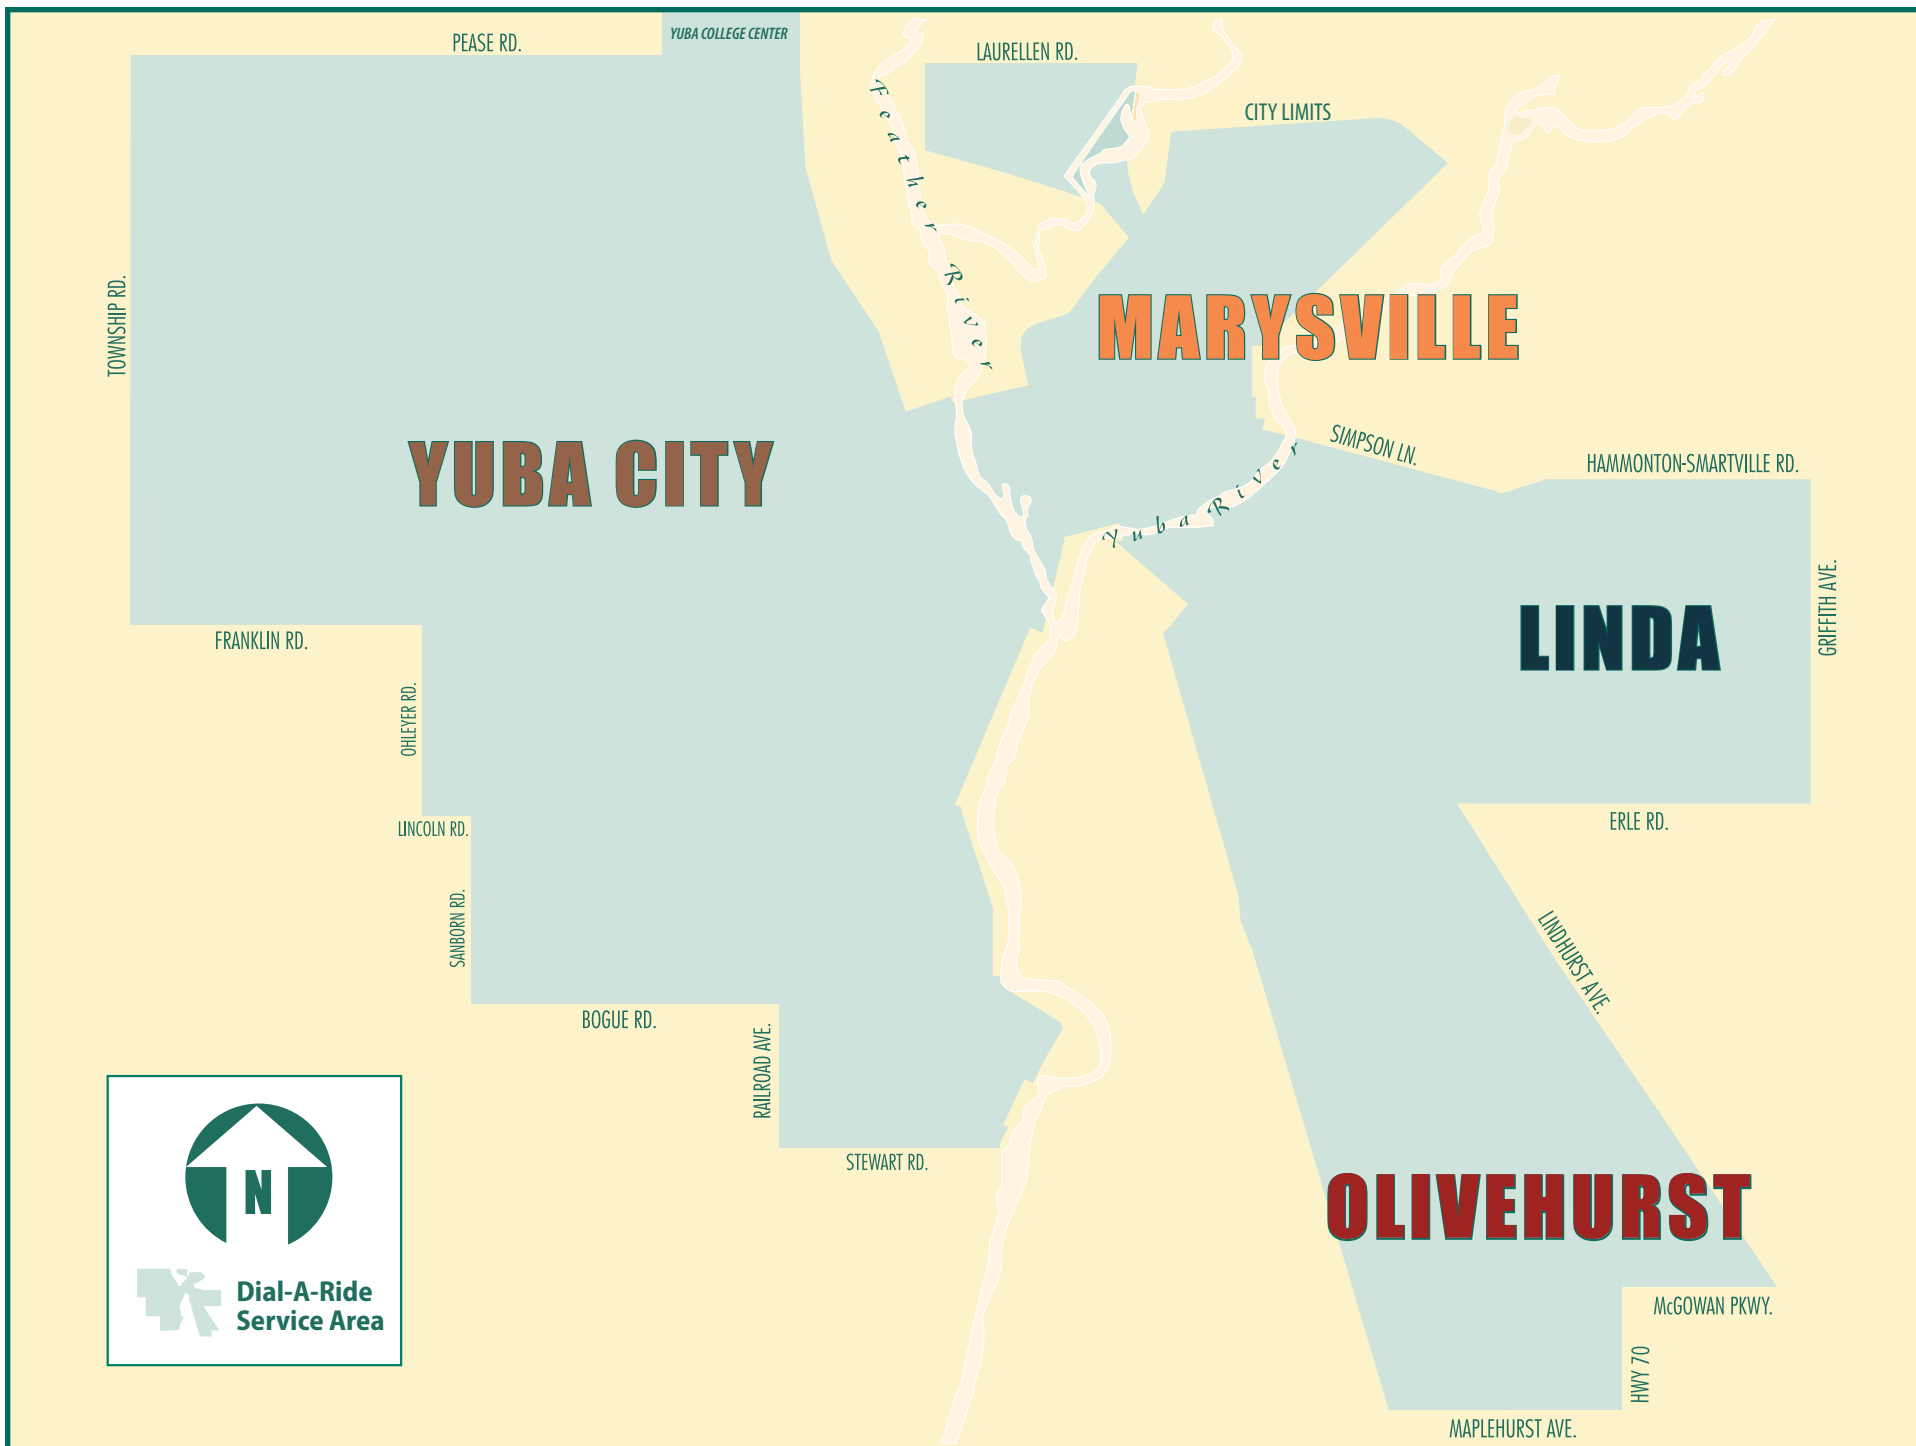 YUBA COLLEGE CENTER
PEASE RD.
LAURELLEN RD.
CITY LIMITS
Feather River
TOWNSHIP RD.
MARYSVILLE
YUBA CITY
SIMPSON LN.
HAMMONTON-SMARTVILLE RD.
Yuba River
GRIFFITH AVE.
LINDA
FRANKLIN RD.
OHLEYER RD.
LINCOLN RD.
ERLE RD.
SANBORN RD.
LINDHURST AVE.
BOGUE RD.
RAILROAD AVE.
STEWART RD.
OLIVEHURST
N
Dial-A-Ride
Service Area
McGOWAN PKWY.
HWY 70
MAPLEHURST AVE.